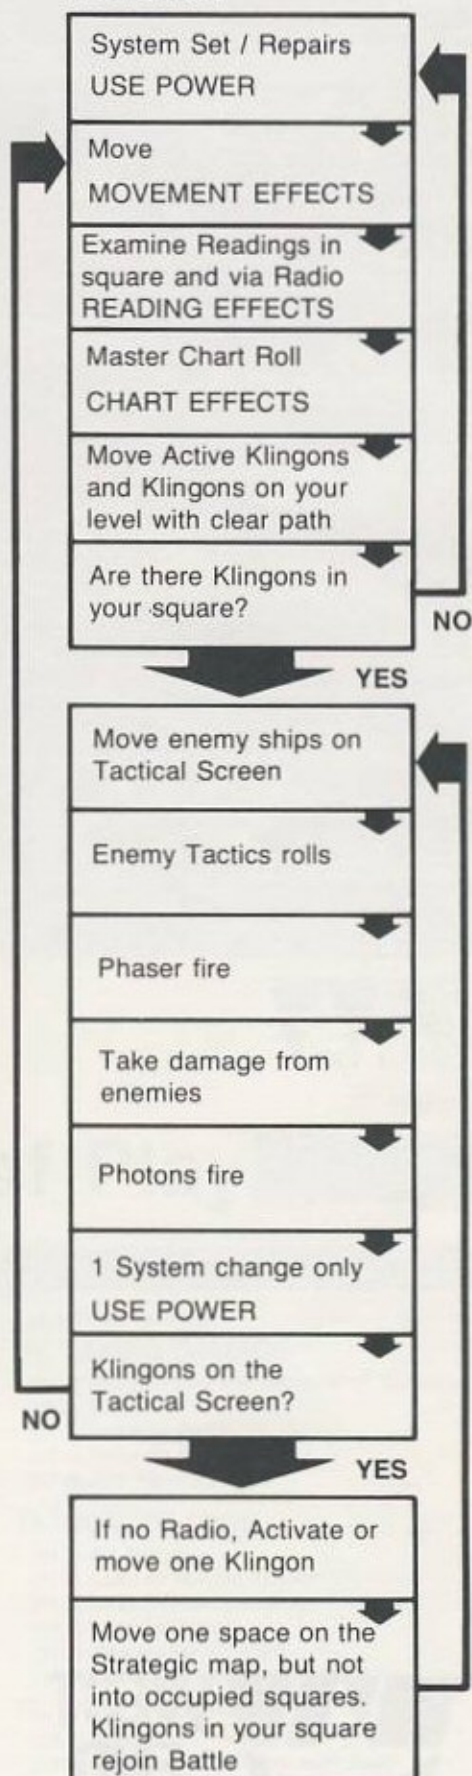 System Set / Repairs
USE POWER
Move
MOVEMENT EFFECTS
Examine Readings in
square and via Radio
READING EFFECTS
Master Chart Roll
CHART EFFECTS
Move Active Klingons
and Klingons on your
level with clear path
Are there Klingons in
your square?
NO
YES
Move enemy ships on
Tactical Screen
Enemy Tactics rolls
Phaser fire
Take damage from
enemies
Photons fire
1 System change only
USE POWER
Klingons on the
Tactical Screen?
NO
YES
If no Radio, Activate or
move one Klingon
Move one space on the
Strategic map, but not
into occupied squares.
Klingons in your square
rejoin Battle